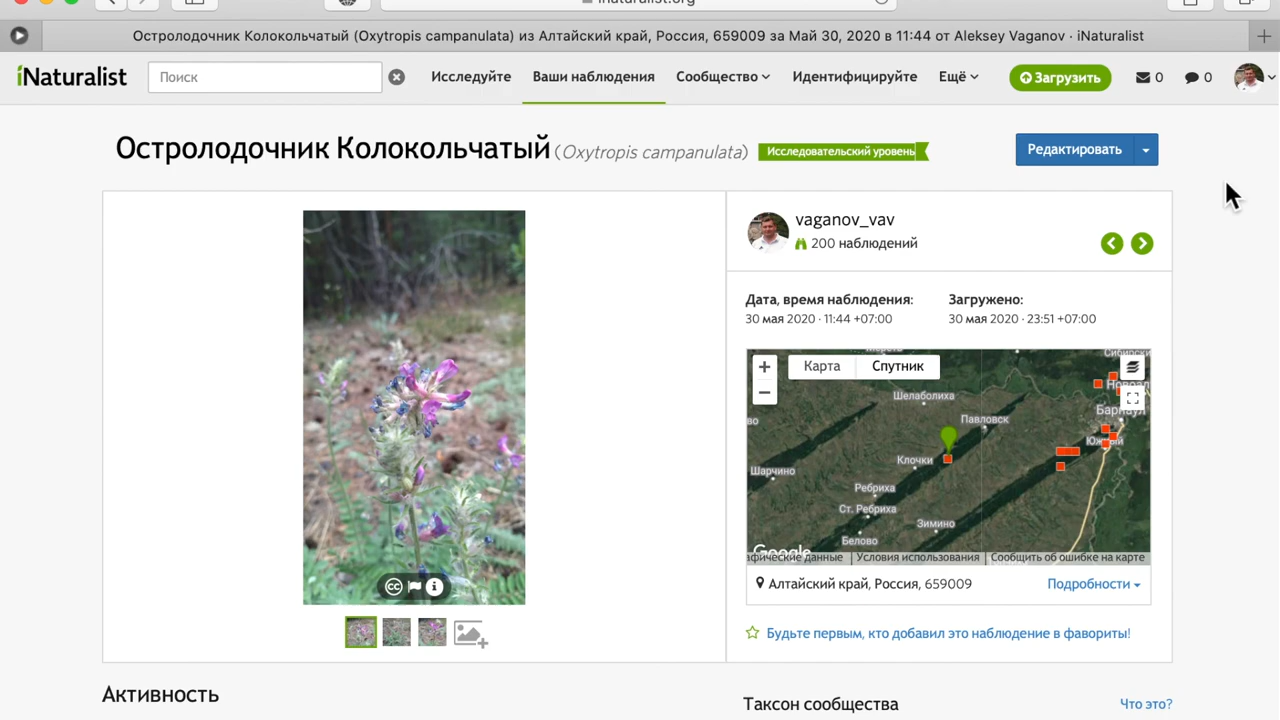 Остролодочник Колокольчатый (Oxytropis campanulata) из Алтайский край, Россия, 659009 за Май 30, 2020 в 11:44 от Aleksey Vaganov · iNaturalist
iNaturalist
Поиск
Исследуйте
Ваши наблюдения
Сообщество
Идентифицируйте
Ещё
Загрузить
0
0
Остролодочник Колокольчатый (Oxytropis campanulata)
Исследовательский уровень
Редактировать
vaganov_vav
200 наблюдений
Дата, время наблюдения:
30 мая 2020 · 11:44 +07:00
Загружено:
30 мая 2020 · 23:51 +07:00
+
−
Карта
Спутник
Шелаболиха
Павловск
Барнаул
Южный
Клочки
Шарчино
Ребриха
Ст. Ребриха
Зимино
Белово
Google
афические данные
Условия использования
Сообщить об ошибке на карте
Алтайский край, Россия, 659009
Подробности
Будьте первым, кто добавил это наблюдение в фавориты!
cc
i
Активность
Таксон сообщества
Что это?